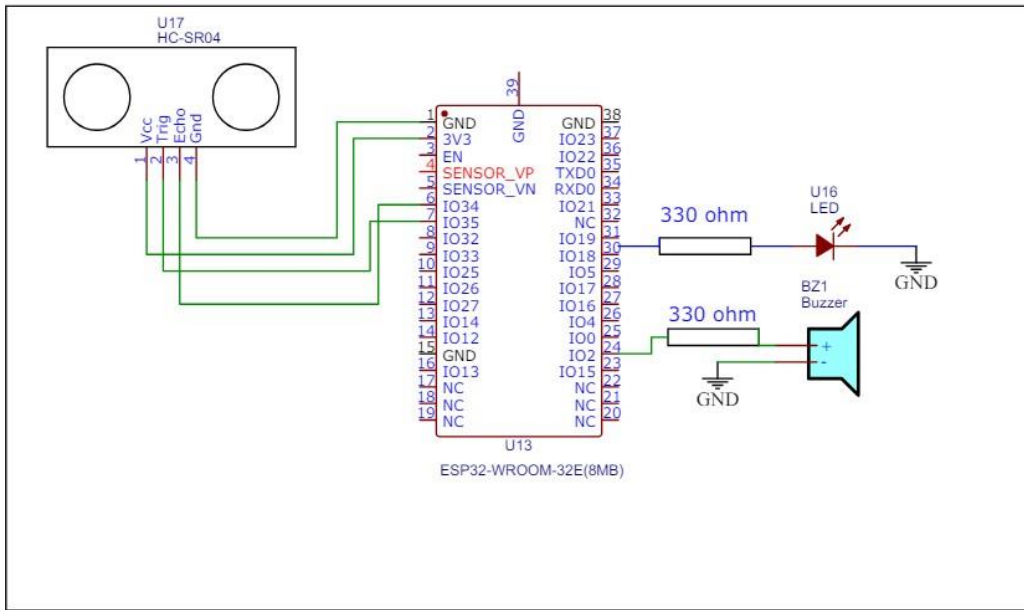 U17
HC-SR04
1 Vcc
2 Trig
3 Echo
4 Gnd
39
GND
1 GND
2 3V3
3 EN
4 SENSOR_VP
5 SENSOR_VN
6 IO34
7 IO35
8 IO32
9 IO33
10 IO25
11 IO26
12 IO27
13 IO14
14 IO12
15 GND
16 IO13
17 NC
18 NC
19 NC
GND 38
IO23 37
IO22 36
TXD0 35
RXD0 34
IO21 33
NC 32
IO19 31
IO18 30
IO5 29
IO17 28
IO16 27
IO4 26
IO0 25
IO2 24
IO15 23
NC 22
NC 21
NC 20
U13
ESP32-WROOM-32E(8MB)
330 ohm
U16
LED
GND
330 ohm
BZ1
Buzzer
+
-
GND